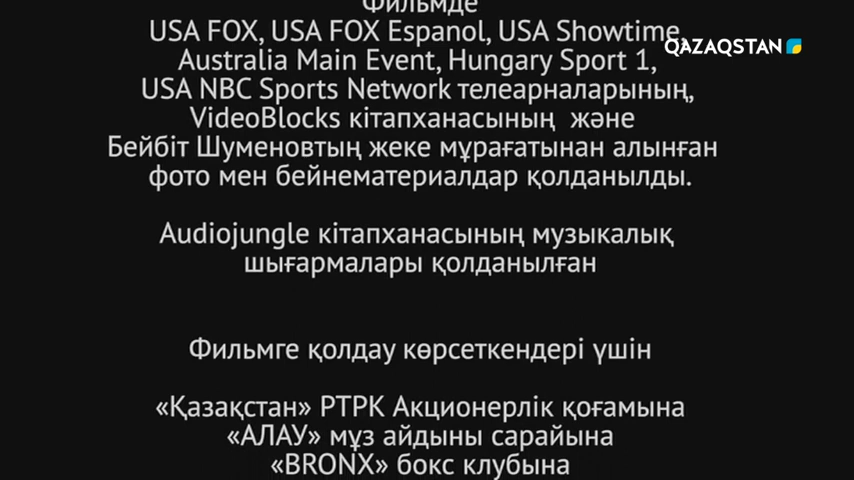 Фильмде
USA FOX, USA FOX Espanol, USA Showtime,
QAZAQSTAN
Australia Main Event, Hungary Sport 1,
USA NBC Sports Network телеарналарының,
VideoBlocks кітапханасының және
Бейбіт Шуменовтың жеке мұрағатынан алынған
фото мен бейнематериалдар қолданылды.
Audiojungle кітапханасының музыкалық
шығармалары қолданылған
Фильмге қолдау көрсеткендері үшін
«Қазақстан» РТРК Акционерлік қоғамына
«АЛАУ» мұз айдыны сарайына
«BRONX» бокс клубына